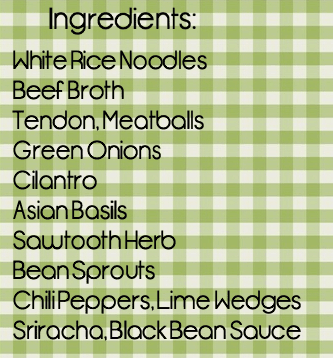 Ingredients:
White Rice Noodles
Beef Broth
Tendon, Meatballs
Green Onions
Cilantro
Asian Basils
Sawtooth Herb
Bean Sprouts
Chili Peppers, Lime Wedges
Sriracha, Black Bean Sauce